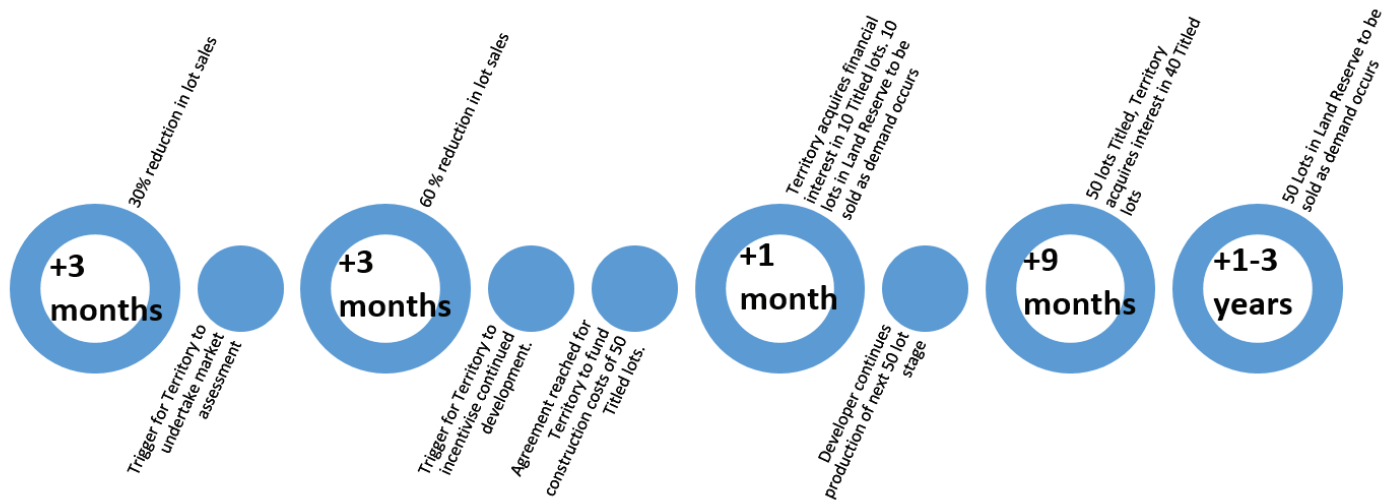 +3
months
30% reduction in lot sales
Trigger for Territory to
undertake market
assessment
+3
months
60 % reduction in lot sales
Trigger for Territory to
incentivise continued
development.
Agreement reached for
Territory to fund
construction costs of 50
Titled lots.
+1
month
Territory acquires financial
interest in 10 Titled lots. 10
lots in Land Reserve to be
sold as demand occurs
Developer continues
production of next 50 lot
stage
+9
months
50 lots Titled, Territory
acquires interest in 40 Titled
lots
+1-3
years
50 Lots in Land Reserve to be
sold as demand occurs